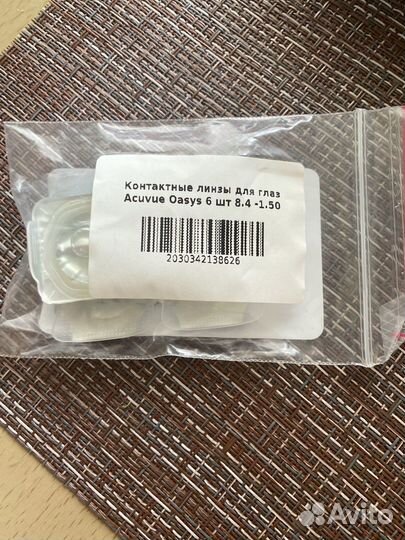 Контактные линзы для глаз
Acuvue Oasys 6 шт 8.4 -1.50
2030342138626
Avito